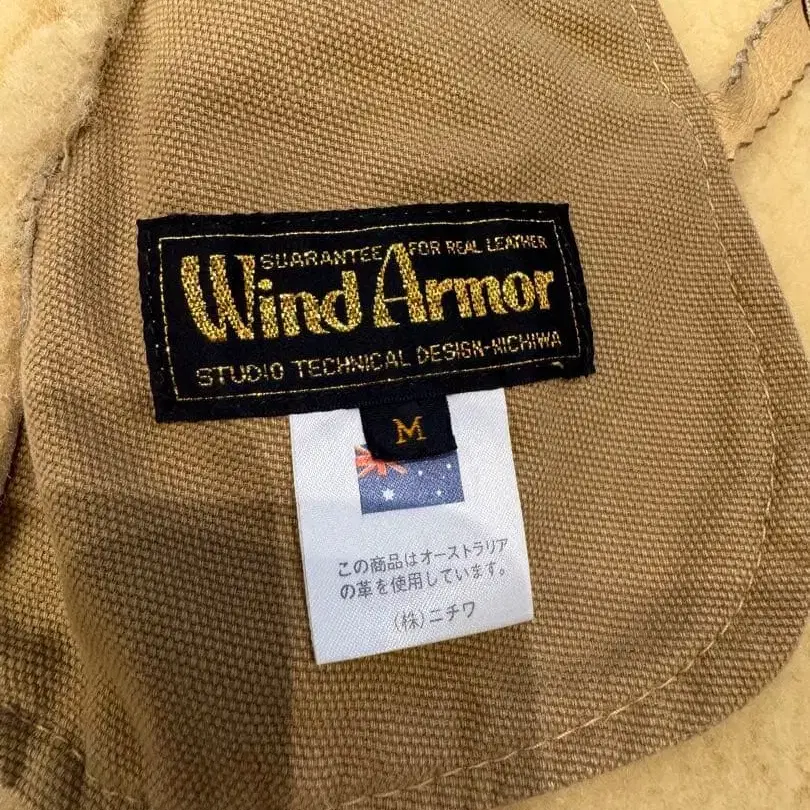 GUARANTEE FOR REAL LEATHER
Wind Armor
STUDIO TECHNICAL DESIGN-NICHIWA
M
この商品はオーストラリア
の革を使用しています。
(株)ニチワ